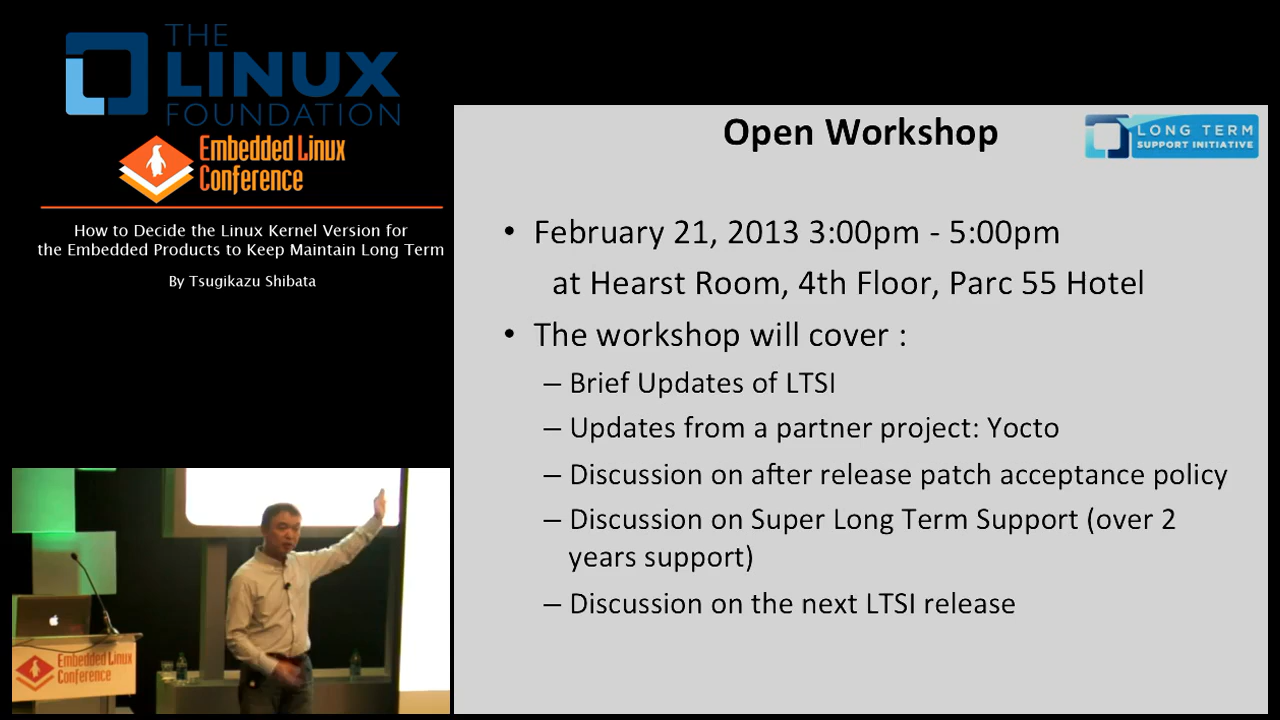 THE
LINUX
FOUNDATION
Embedded Linux
Conference
How to Decide the Linux Kernel Version for
the Embedded Products to Keep Maintain Long Term
By Tsugikazu Shibata
Open Workshop
LONG TERM
SUPPORT INITIATIVE
• February 21, 2013 3:00pm - 5:00pm
at Hearst Room, 4th Floor, Parc 55 Hotel
• The workshop will cover :
– Brief Updates of LTSI
– Updates from a partner project: Yocto
– Discussion on after release patch acceptance policy
– Discussion on Super Long Term Support (over 2
years support)
– Discussion on the next LTSI release
Embedded Linux
Conference